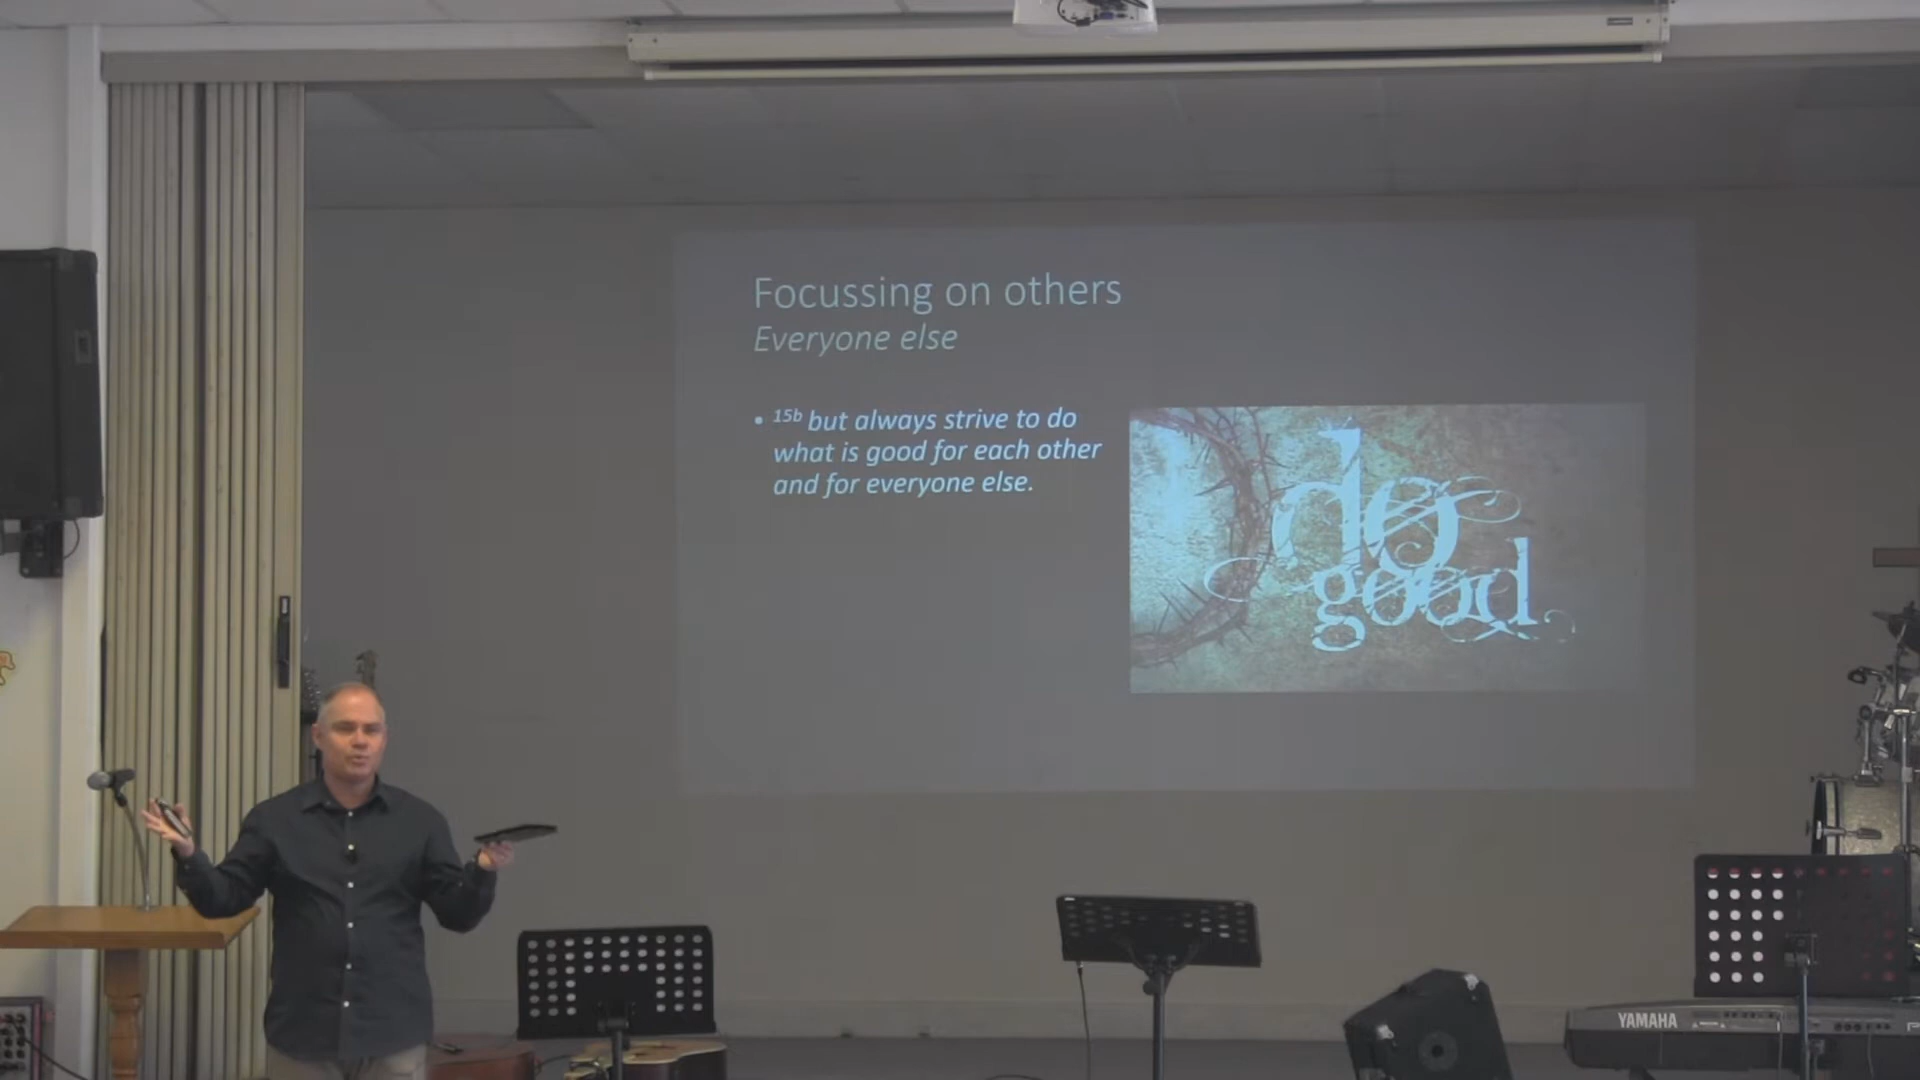 Focussing on others
Everyone else
• 15b but always strive to do
what is good for each other
and for everyone else.
do
good
YAMAHA